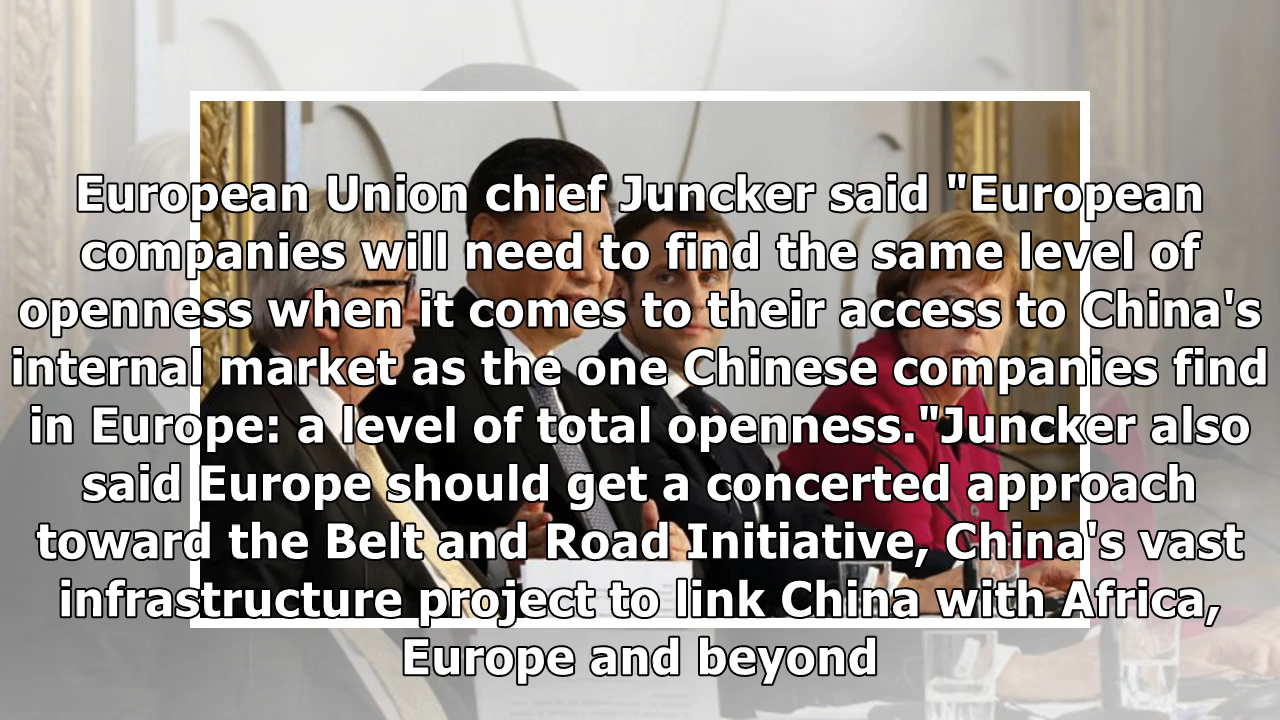 European Union chief Juncker said "European
companies will need to find the same level of
openness when it comes to their access to China's
internal market as the one Chinese companies find
in Europe: a level of total openness."Juncker also
said Europe should get a concerted approach
toward the Belt and Road Initiative, China's vast
infrastructure project to link China with Africa,
Europe and beyond